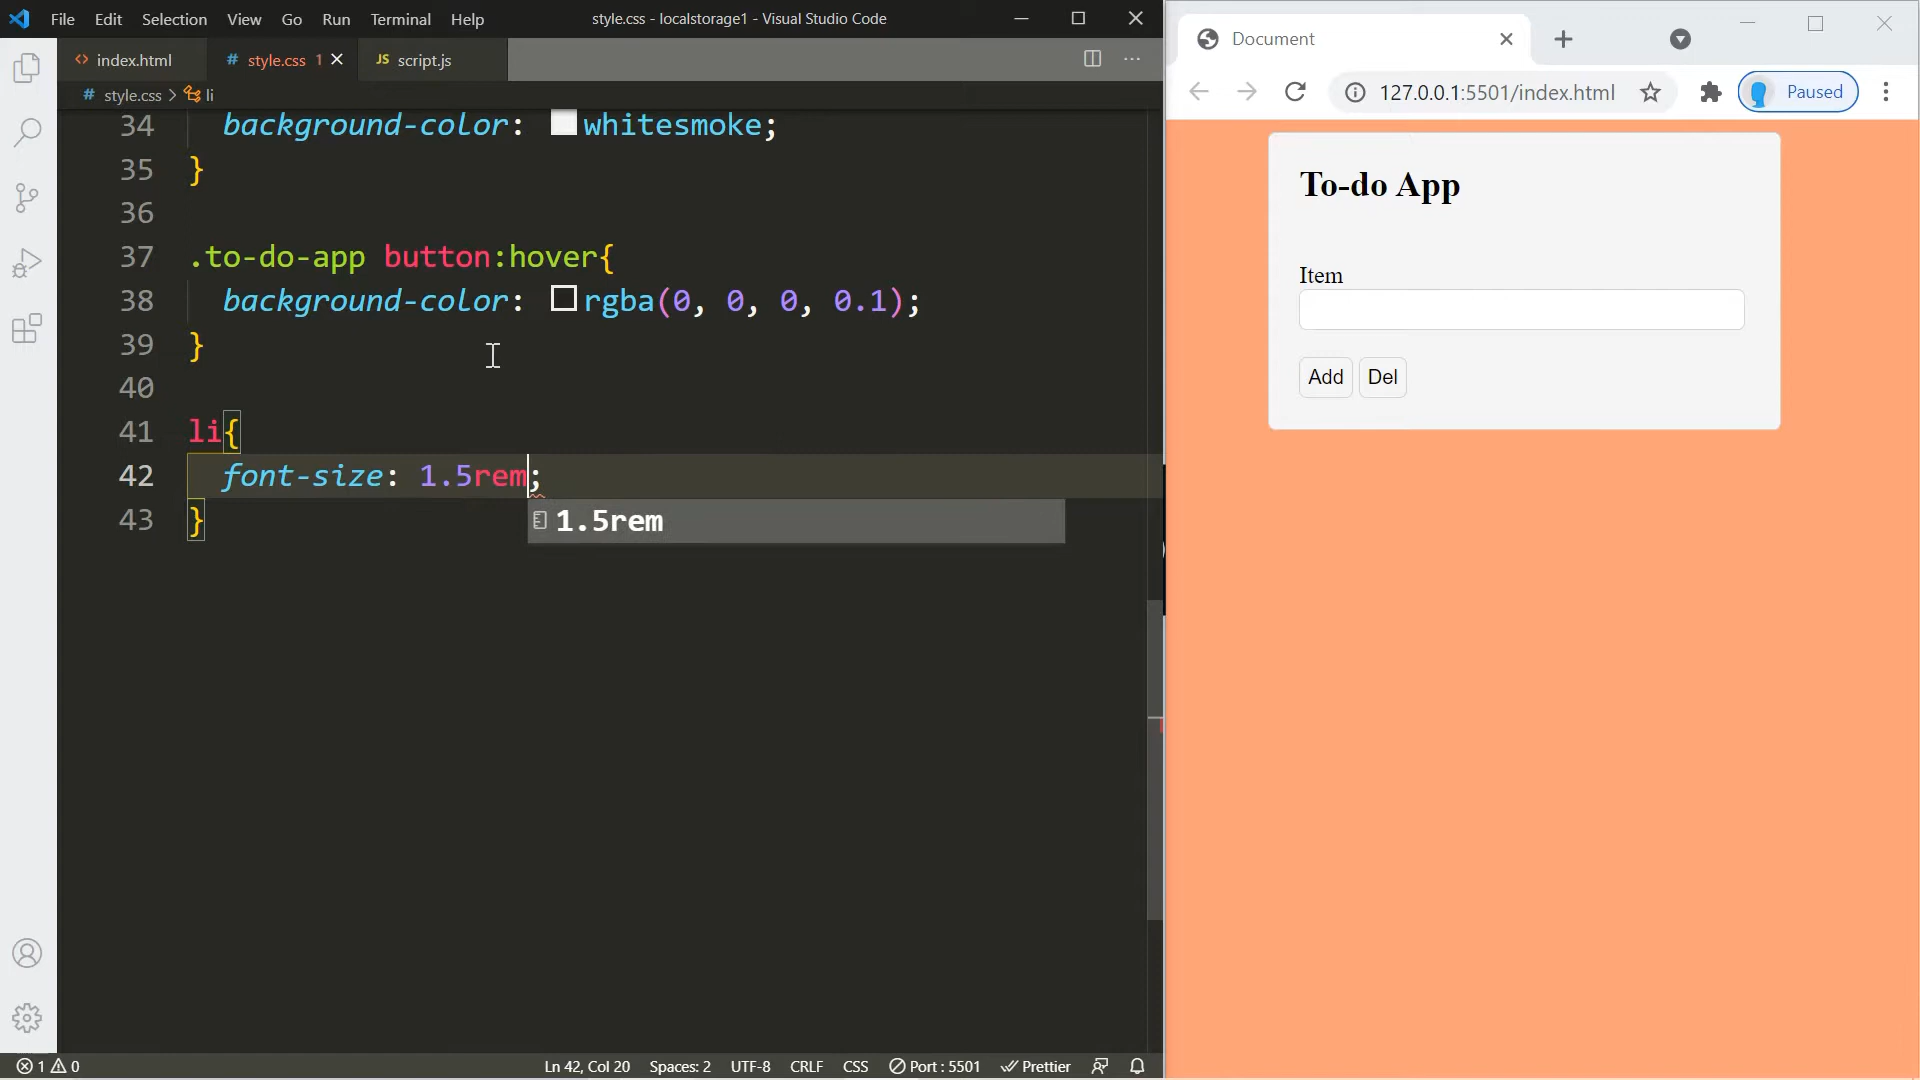 File Edit Selection View Go Run Terminal Help style.css - localstorage1 - Visual Studio Code
index.html # style.css 1 JS script.js
# style.css > li
34 background-color: whitesmoke;
35 }
36
37 .to-do-app button:hover{
38 background-color: rgba(0, 0, 0, 0.1);
39 }
40
41 li{
42 font-size: 1.5rem;
43 }
1.5rem
1 0 Ln 42, Col 20 Spaces: 2 UTF-8 CRLF CSS Port : 5501 Prettier
Document
127.0.0.1:5501/index.html Paused
To-do App
Item
Add Del